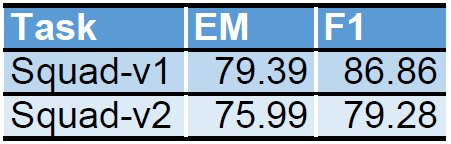 Task EM F1
Squad-v1 79.39 86.86
Squad-v2 75.99 79.28